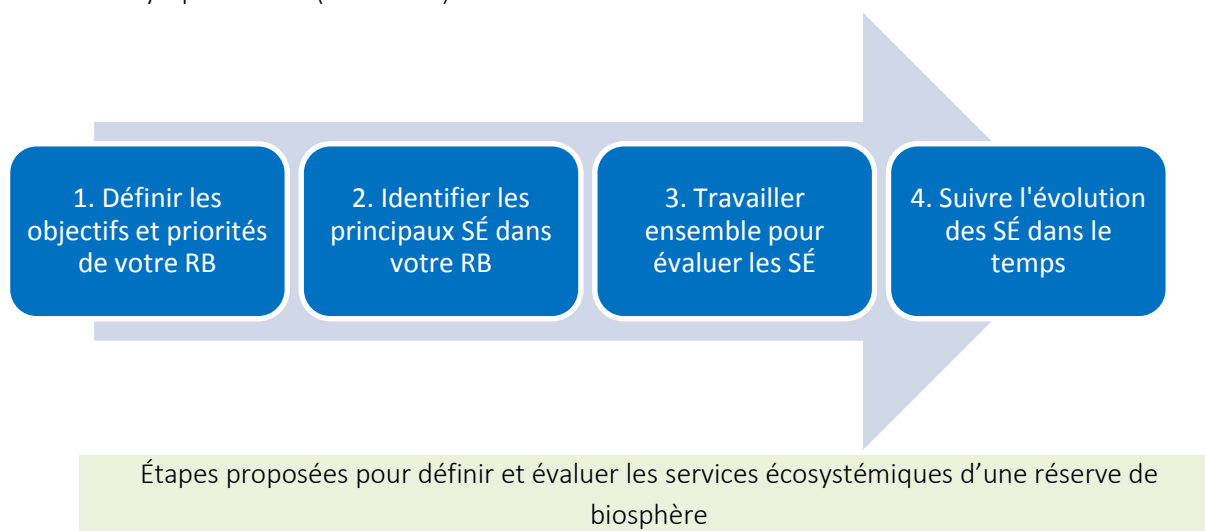 1. Définir les
objectifs et priorités
de votre RB
2. Identifier les
principaux SÉ dans
votre RB
3. Travailler
ensemble pour
évaluer les SÉ
4. Suivre l'évolution
des SÉ dans le
temps
Étapes proposées pour définir et évaluer les services écosystémiques d’une réserve de
biosphère